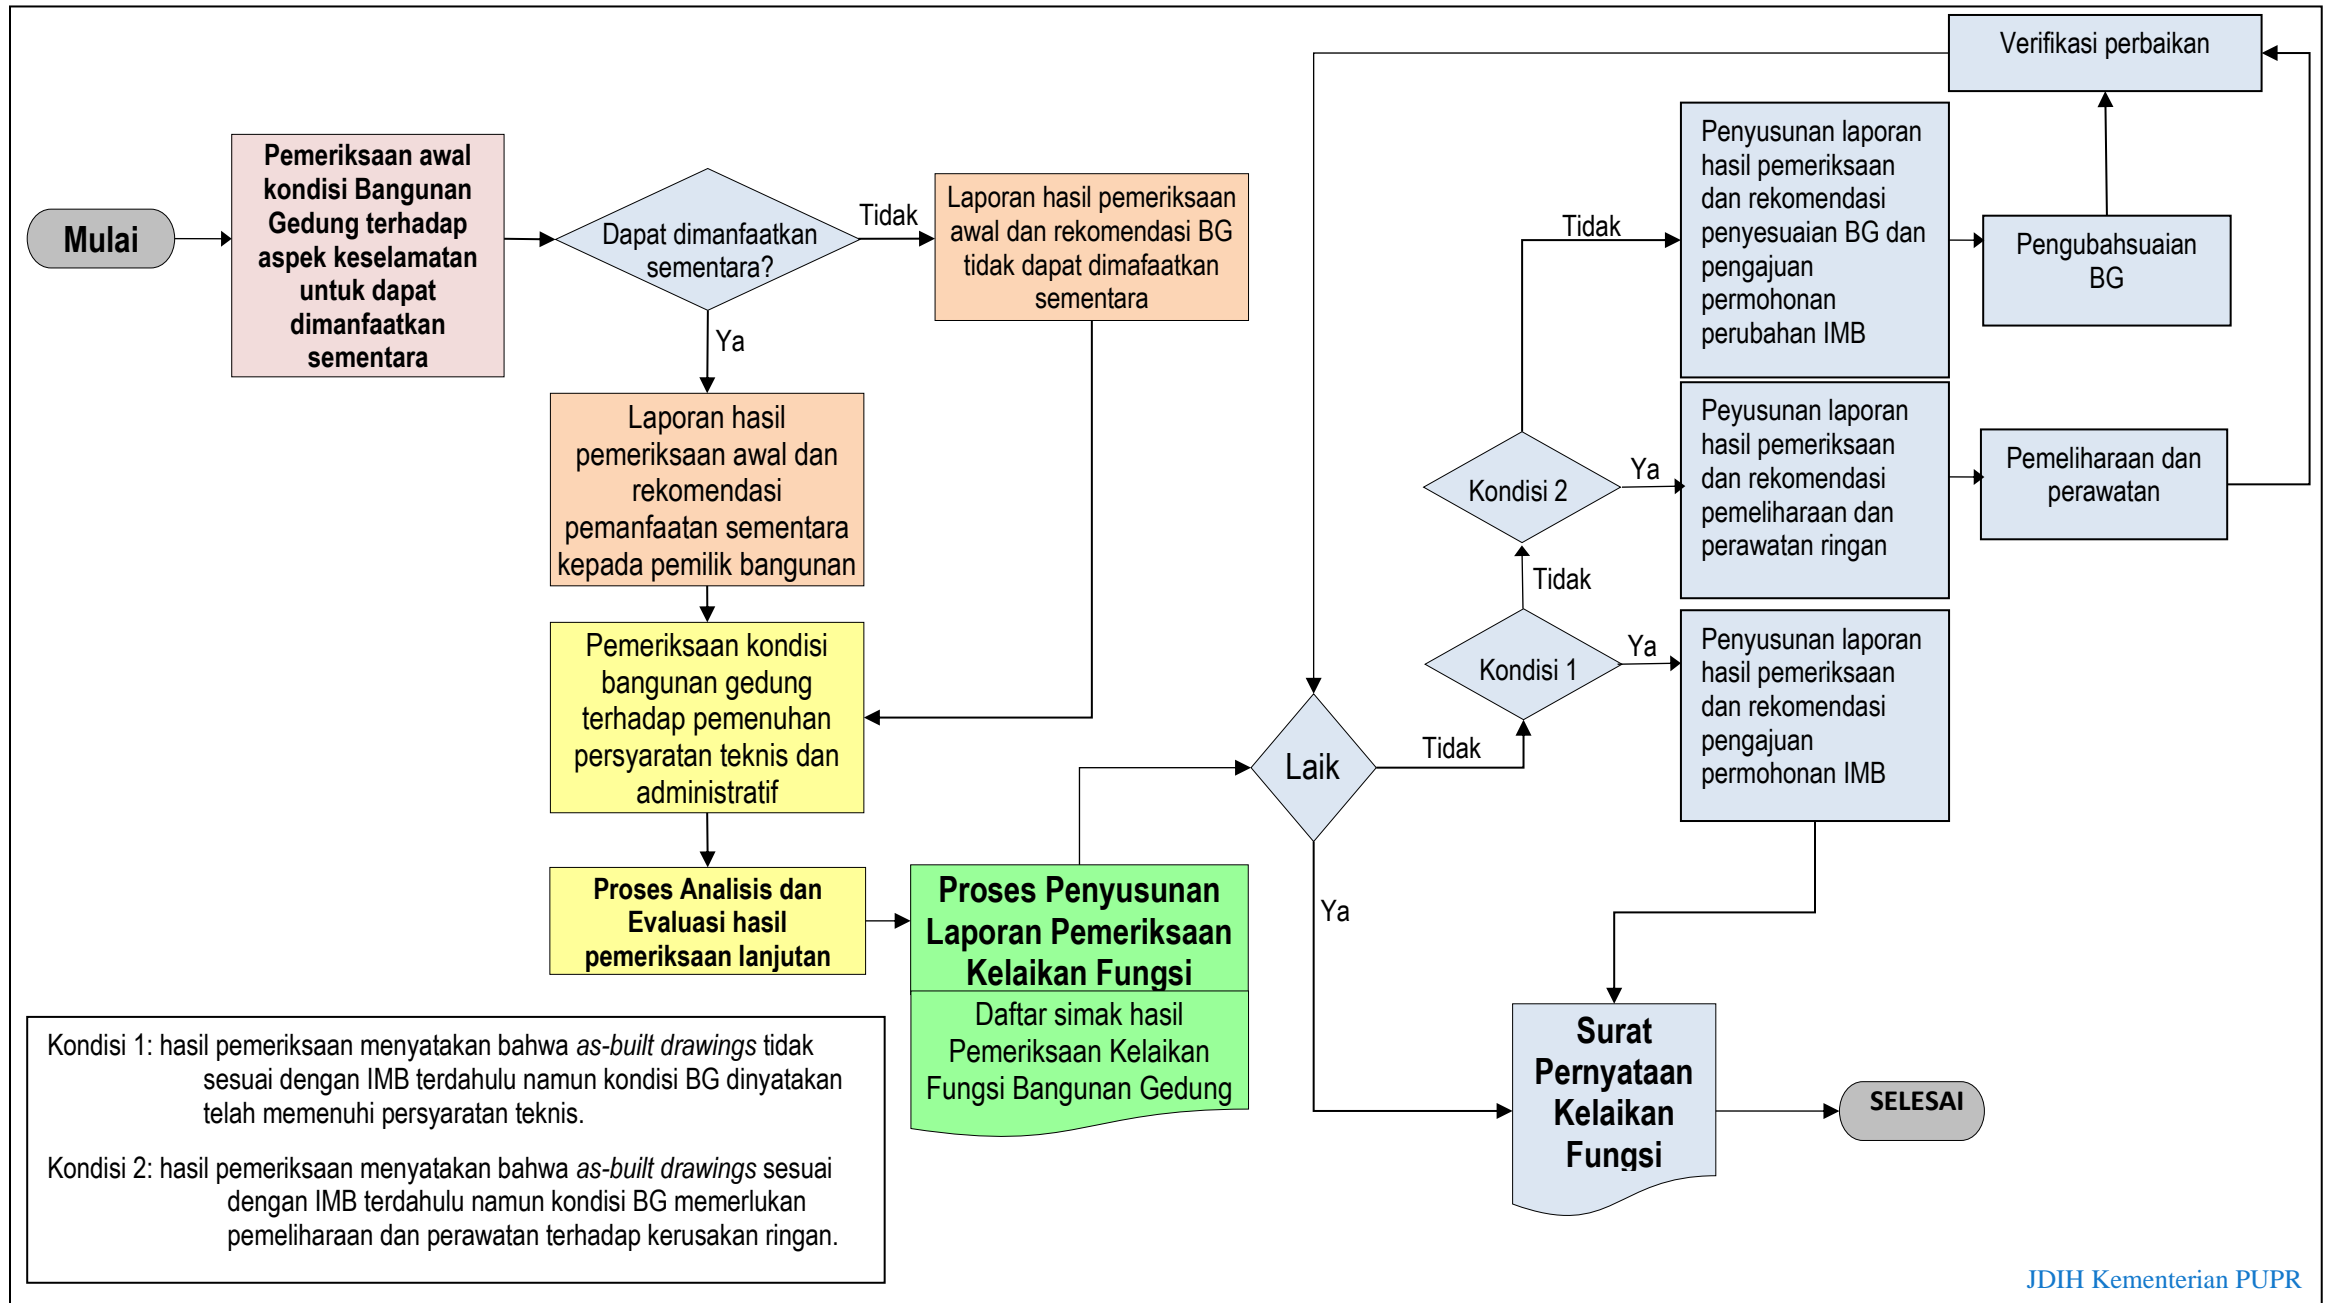 Mulai
Pemeriksaan awal
kondisi Bangunan
Gedung terhadap
aspek keselamatan
untuk dapat
dimanfaatkan
sementara
Dapat dimanfaatkan
sementara?
Tidak
Ya
Laporan hasil pemeriksaan
awal dan rekomendasi BG
tidak dapat dimafaatkan
sementara
Laporan hasil
pemeriksaan awal dan
rekomendasi
pemanfaatan sementara
kepada pemilik bangunan
Pemeriksaan kondisi
bangunan gedung
terhadap pemenuhan
persyaratan teknis dan
administratif
Proses Analisis dan
Evaluasi hasil
pemeriksaan lanjutan
Proses Penyusunan
Laporan Pemeriksaan
Kelaikan Fungsi
Daftar simak hasil
Pemeriksaan Kelaikan
Fungsi Bangunan Gedung
Laik
Tidak
Ya
Kondisi 1
Ya
Tidak
Penyusunan laporan
hasil pemeriksaan
dan rekomendasi
pengajuan
permohonan IMB
Kondisi 2
Ya
Tidak
Peyusunan laporan
hasil pemeriksaan
dan rekomendasi
pemeliharaan dan
perawatan ringan
Pemeliharaan dan
perawatan
Penyusunan laporan
hasil pemeriksaan
dan rekomendasi
penyesuaian BG dan
pengajuan
permohonan
perubahan IMB
Pengubahsuaian
BG
Verifikasi perbaikan
Surat
Pernyataan
Kelaikan
Fungsi
SELESAI
Kondisi 1: hasil pemeriksaan menyatakan bahwa as-built drawings tidak
sesuai dengan IMB terdahulu namun kondisi BG dinyatakan
telah memenuhi persyaratan teknis.
Kondisi 2: hasil pemeriksaan menyatakan bahwa as-built drawings sesuai
dengan IMB terdahulu namun kondisi BG memerlukan
pemeliharaan dan perawatan terhadap kerusakan ringan.
JDIH Kementerian PUPR